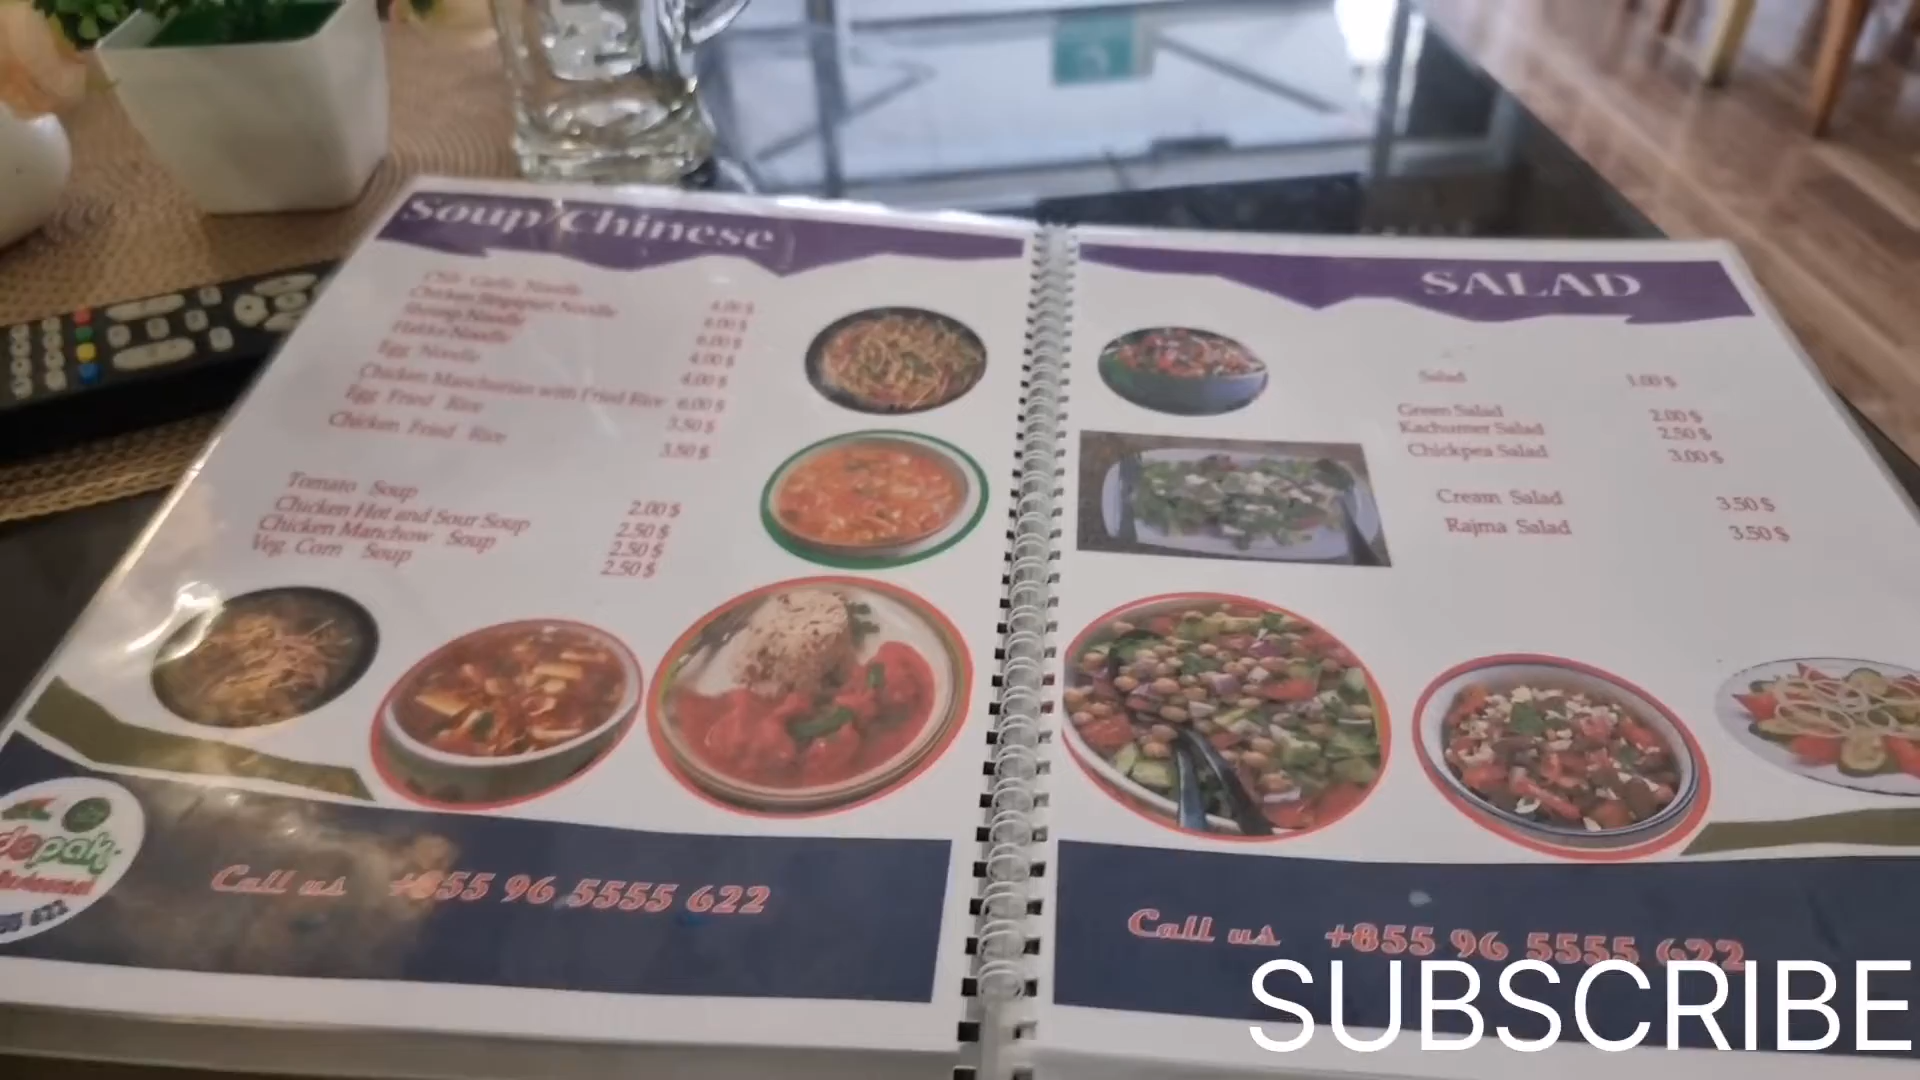 Soup/Chinese
Chili Garlic Noodle 4.00 $
Chicken Singapuri Noodle 6.00 $
Shrimp Noodle 6.00 $
Hakka Noodle 4.00 $
Egg Noodle 4.00 $
Chicken Manchurian with Fried Rice 6.00 $
Egg Fried Rice 3.50 $
Chicken Fried Rice 3.50 $
Tomato Soup 2.00 $
Chicken Hot and Sour Soup 2.50 $
Chicken Manchow Soup 2.50 $
Veg Corn Soup 2.50 $
dopak
Call us +855 96 5555 622
SALAD
Salad 1.00 $
Green Salad 2.00 $
Kachumer Salad 2.50 $
Chickpea Salad 3.00 $
Cream Salad 3.50 $
Rajma Salad 3.50 $
Call us +855 96 5555 622
SUBSCRIBE